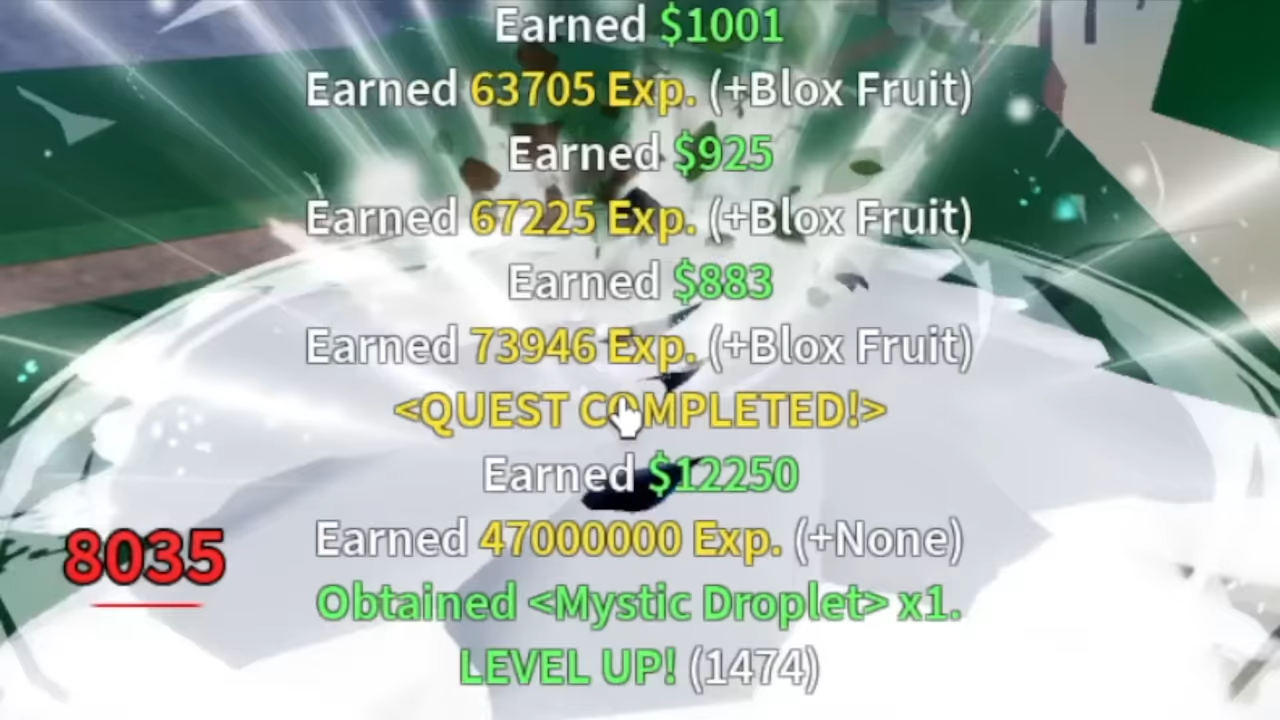 Earned $1001
Earned 63705 Exp. (+Blox Fruit)
Earned $925
Earned 67225 Exp. (+Blox Fruit)
Earned $883
Earned 73946 Exp. (+Blox Fruit)
<QUEST COMPLETED!>
Earned $12250
Earned 47000000 Exp. (+None)
8035
Obtained <Mystic Droplet> x1.
LEVEL UP! (1474)